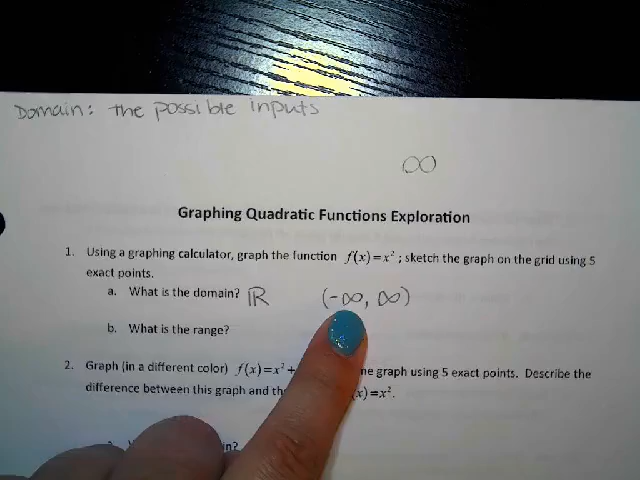 Domain: the possible inputs
∞
Graphing Quadratic Functions Exploration
1. Using a graphing calculator, graph the function f(x)=x² ; sketch the graph on the grid using 5
exact points.
a. What is the domain? ℝ (-∞, ∞)
b. What is the range?
2. Graph (in a different color) f(x)=x²+ graph using 5 exact points. Describe the
difference between this graph and (x)=x².